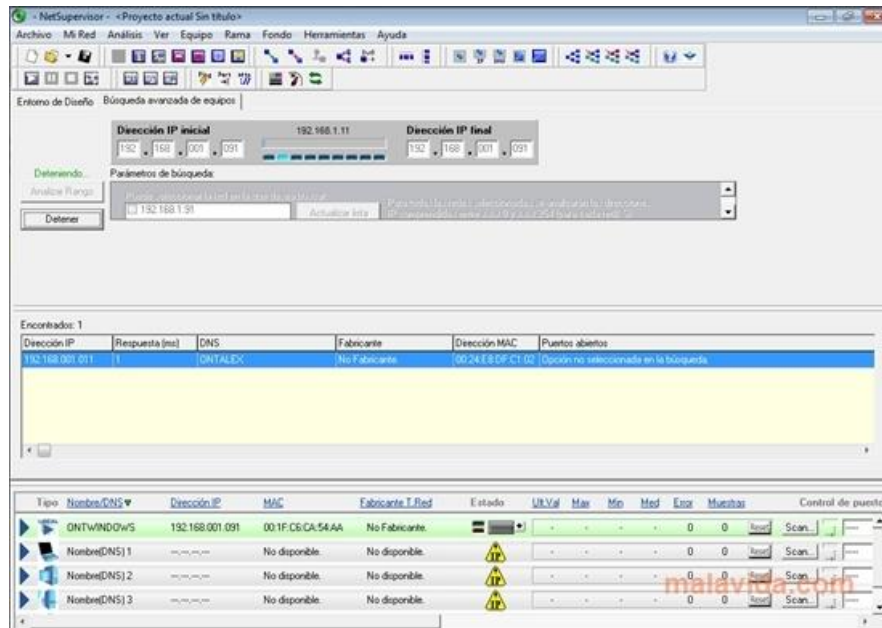 - NetSupervisor - <Proyecto actual Sin título>
Archivo Mi Red Análisis Ver Equipo Rama Fondo Herramientas Ayuda
Entorno de Diseño Búsqueda avanzada de equipos
Dirección IP inicial 192.168.1.11 Dirección IP final
192 . 168 . 001 . 091 192 . 168 . 001 . 091
Deteniendo... Parámetros de búsqueda:
Analizar Rango
192.168.1.91 Actualizar lista
Detener
Encontrados: 1
Dirección IP Respuesta (ms) DNS Fabricante Dirección MAC Puertos abiertos
192.168.001.011 1 ONTALEX No Fabricante. 00:24:E8:DF:C1:02 Opción no seleccionada en la búsqueda.
Tipo Nombre/DNS Dirección IP MAC Fabricante T.Red Estado Ult.Val Max Min Med Error Muestras Control de puerto
ONTWINDOWS 192.168.001.091 00:1F:C6:CA:54:AA No Fabricante. - - - - 0 0 Reset Scan...
Nombre(DNS) 1 ---.---.---.--- No disponible. No disponible. IP - - - - 0 0 Reset Scan...
Nombre(DNS) 2 ---.---.---.--- No disponible. No disponible. IP - - - - 0 0 Reset Scan...
Nombre(DNS) 3 ---.---.---.--- No disponible. No disponible. IP - - - - 0 0 Reset Scan...
malavida.com